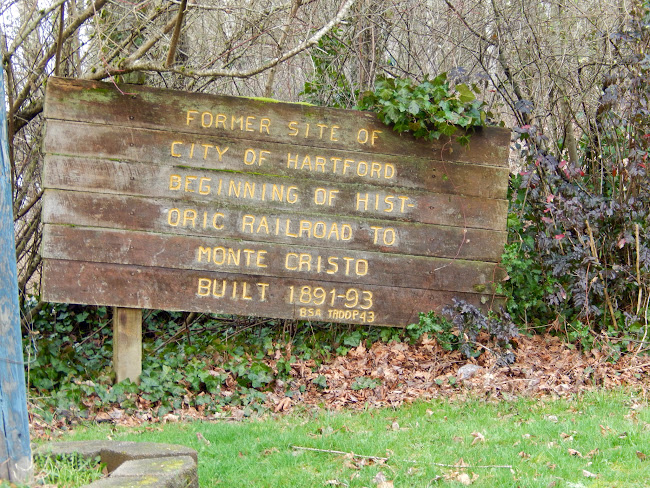 FORMER SITE OF
CITY OF HARTFORD
BEGINNING OF HIST-
ORIC RAILROAD TO
MONTE CRISTO
BUILT 1891-93
BSA TROOP 43